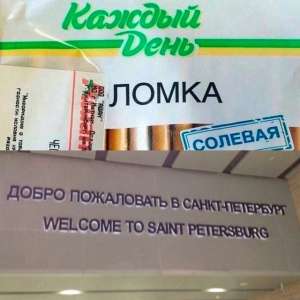 Каждый
День
ЛОМКА
СОЛЕВАЯ
ДОБРО ПОЖАЛОВАТЬ В САНКТ-ПЕТЕРБУРГ
WELCOME TO SAINT PETERSBURG